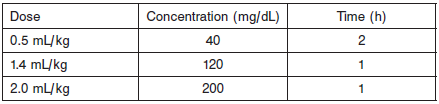 Dose Concentration (mg/dL) Time (h)
0.5 mL/kg 40 2
1.4 mL/kg 120 1
2.0 mL/kg 200 1